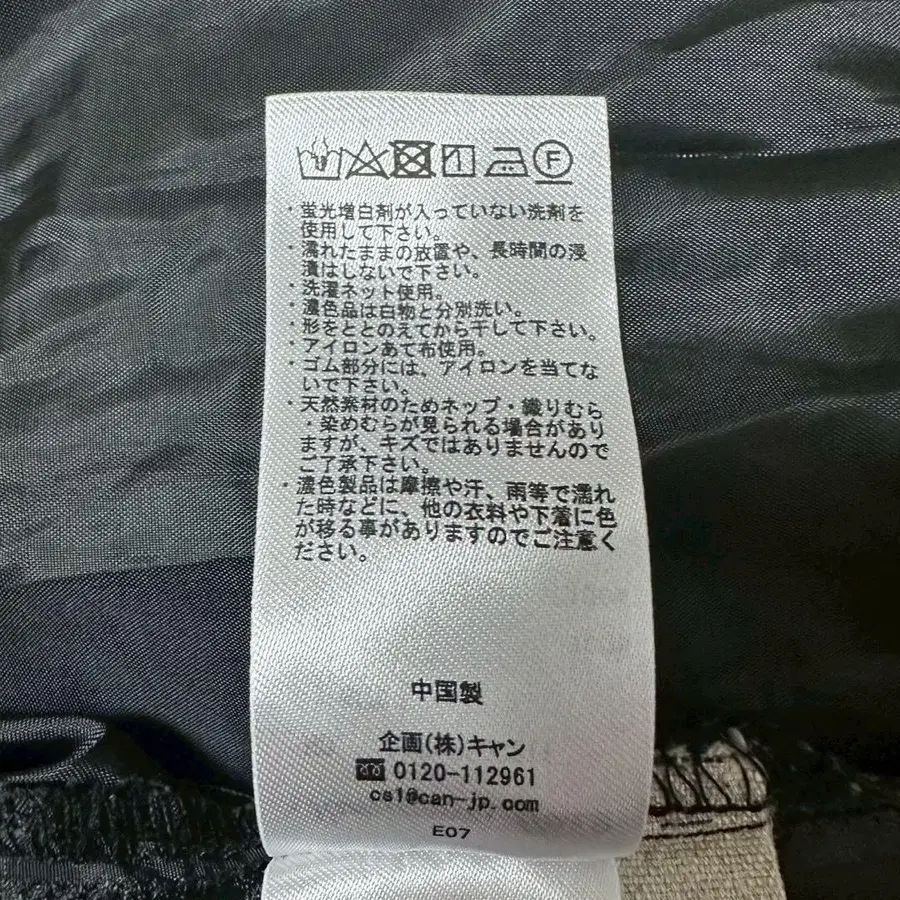 F
・蛍光増白剤が入っていない洗剤を
使用して下さい。
・濡れたままの放置や、長時間の浸
漬はしないで下さい。
・洗濯ネット使用。
・濃色品は白物と分別洗い。
・形をととのえてから干して下さい。
・アイロンあて布使用。
・ゴム部分には、アイロンを当てな
いで下さい。
・天然素材のためネップ・織りむら
・染めむらが見られる場合があり
ますが、キズではありませんので
ご了承下さい。
・濃色製品は摩擦や汗、雨等で濡れ
た時などに、他の衣料や下着に色
が移る事がありますのでご注意く
ださい。
中国製
企画(株)キャン
0120-112961
cs1@can-jp.com
E07